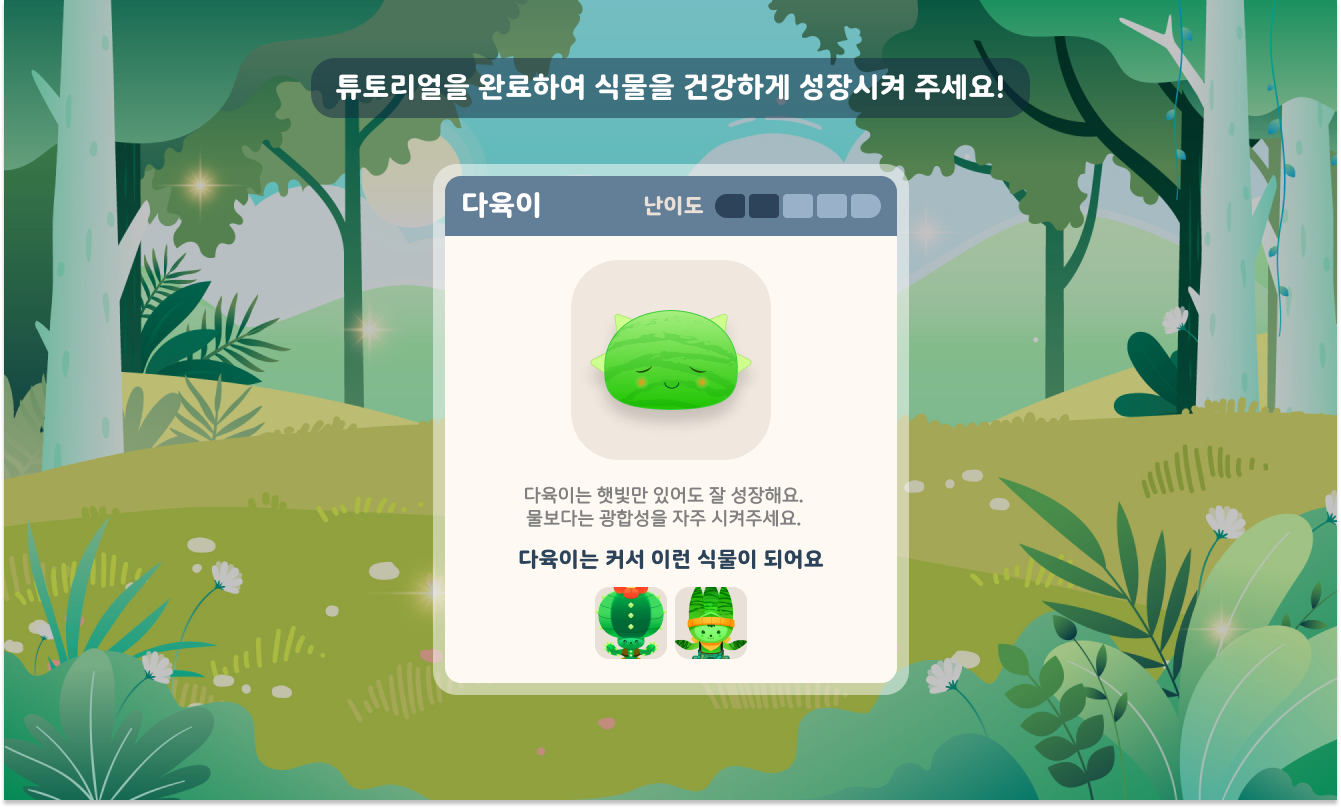 튜토리얼을 완료하여 식물을 건강하게 성장시켜 주세요!
다육이
난이도
다육이는 햇빛만 있어도 잘 성장해요.
물보다는 광합성을 자주 시켜주세요.
다육이는 커서 이런 식물이 되어요